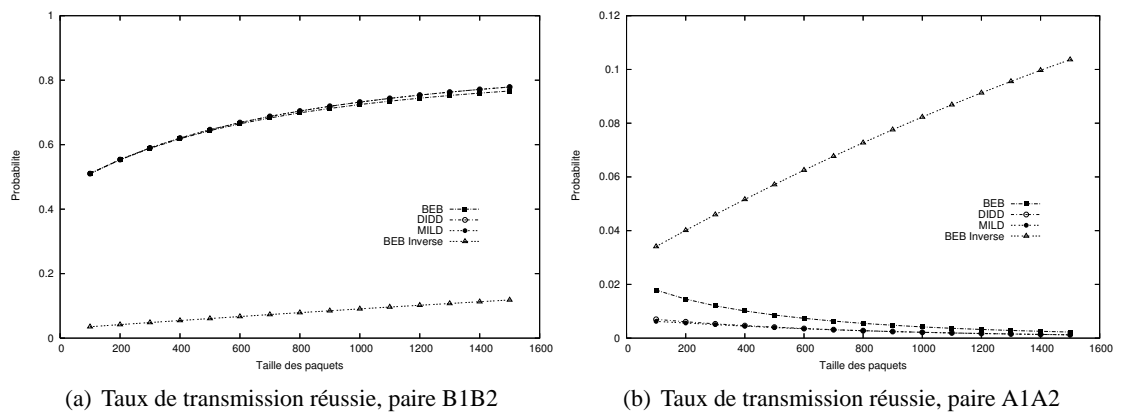 1
0.8
0.6
0.4
0.2
0
0 200 400 600 800 1000 1200 1400 1600
Probabilite
Taille des paquets
BEB
DIDD
MILD
BEB Inverse
(a) Taux de transmission réussie, paire B1B2
0.12
0.1
0.08
0.06
0.04
0.02
0
0 200 400 600 800 1000 1200 1400 1600
Probabilite
Taille des paquets
BEB
DIDD
MILD
BEB Inverse
(b) Taux de transmission réussie, paire A1A2